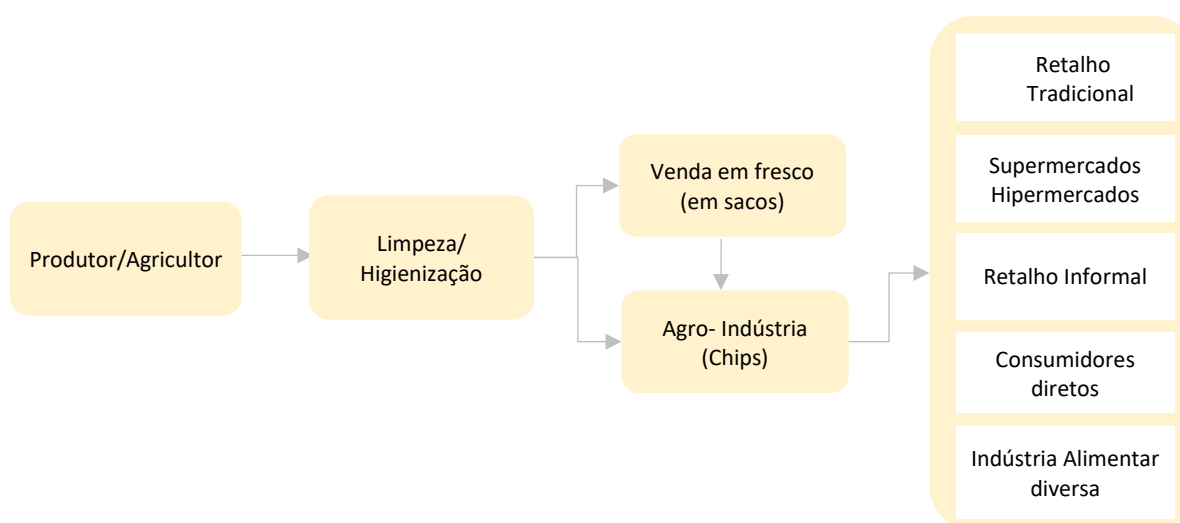 Produtor/Agricultor
Limpeza/
Higienização
Venda em fresco
(em sacos)
Agro- Indústria
(Chips)
Retalho
Tradicional
Supermercados
Hipermercados
Retalho Informal
Consumidores
diretos
Indústria Alimentar
diversa